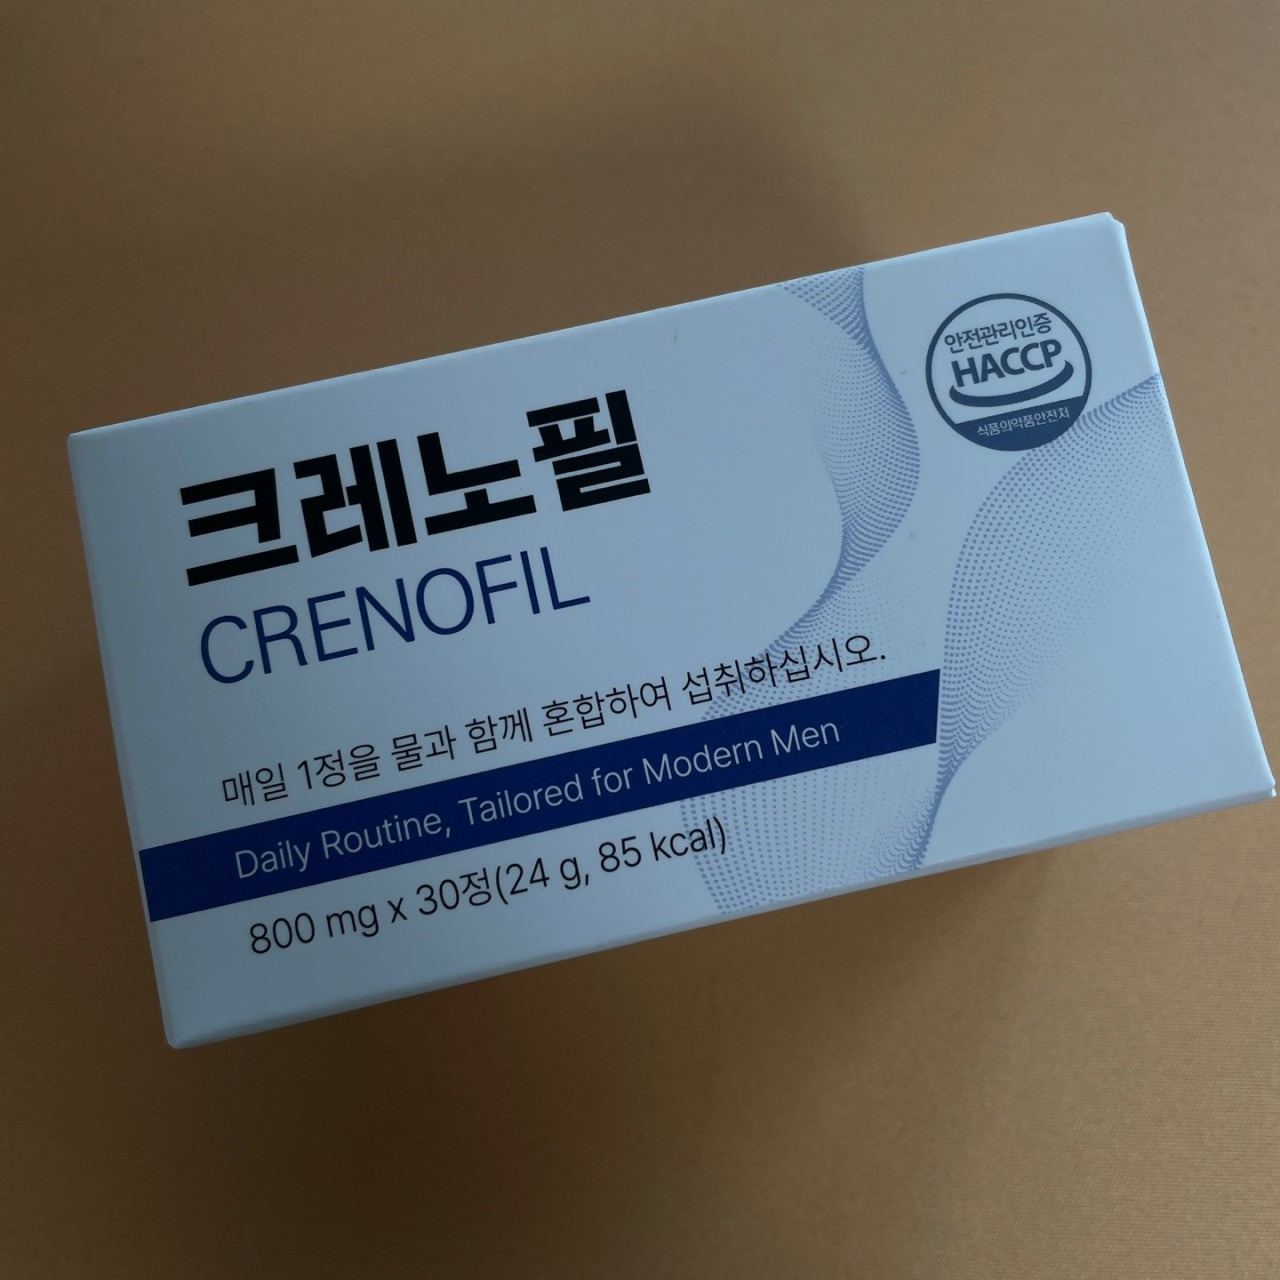 안전관리인증
HACCP
식품의약품안전처
크레노필
CRENOFIL
매일 1정을 물과 함께 혼합하여 섭취하십시오.
Daily Routine, Tailored for Modern Men
800 mg x 30정(24 g, 85 kcal)